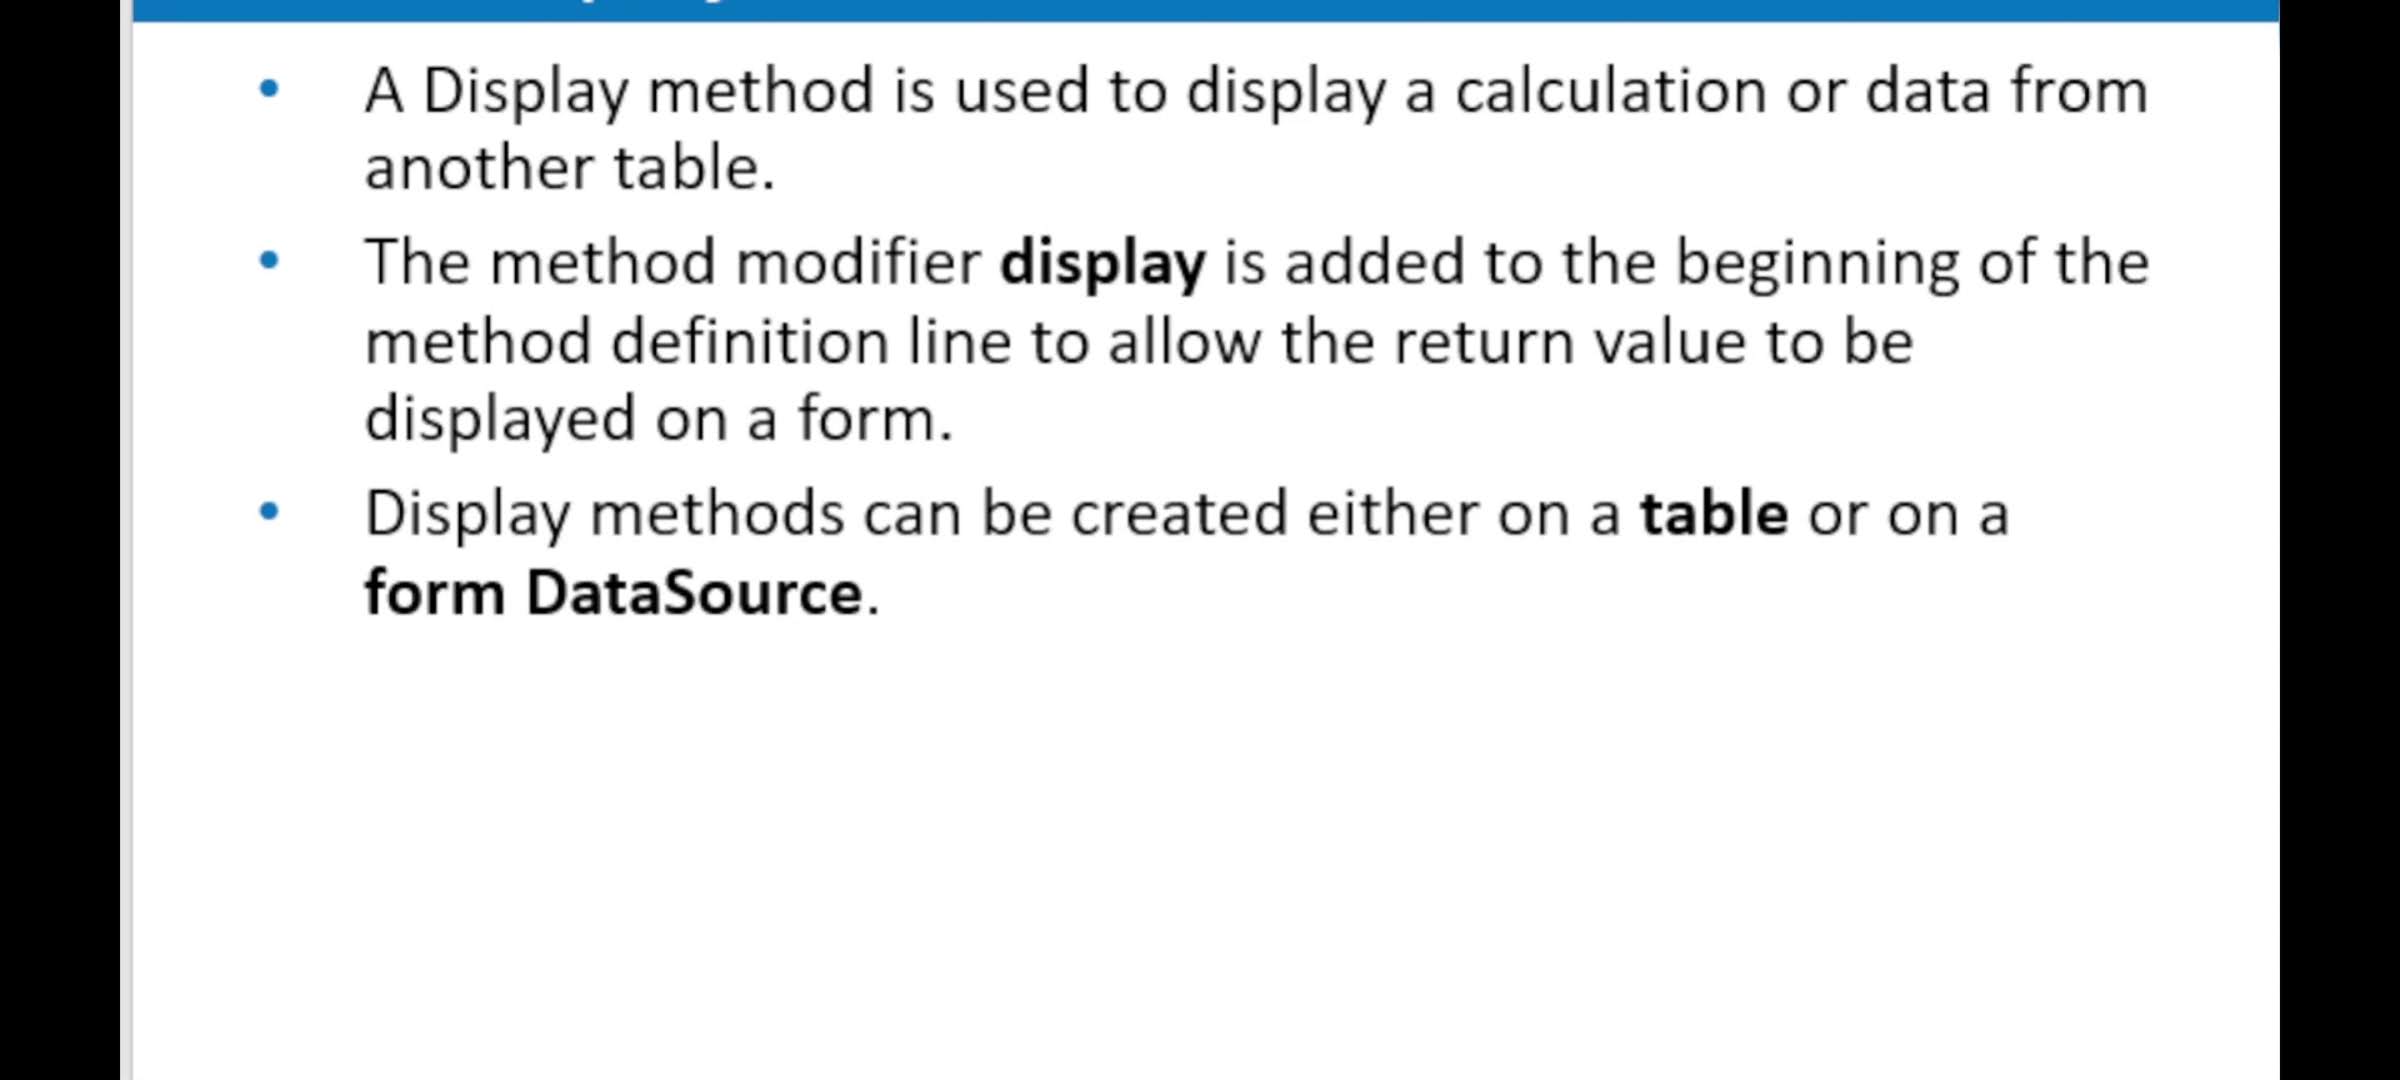 • A Display method is used to display a calculation or data from
another table.
• The method modifier display is added to the beginning of the
method definition line to allow the return value to be
displayed on a form.
• Display methods can be created either on a table or on a
form DataSource.